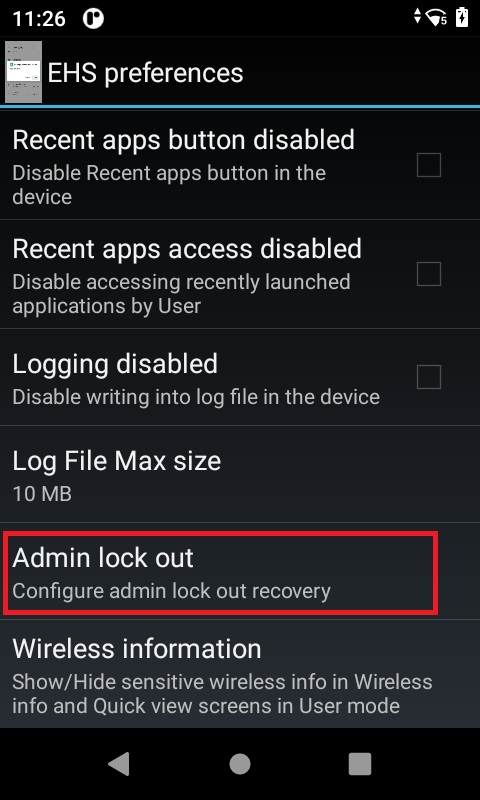 11:26
5
EHS preferences
Recent apps button disabled
Disable Recent apps button in the
device
Recent apps access disabled
Disable accessing recently launched
applications by User
Logging disabled
Disable writing into log file in the device
Log File Max size
10 MB
Admin lock out
Configure admin lock out recovery
Wireless information
Show/Hide sensitive wireless info in Wireless
info and Quick view screens in User mode